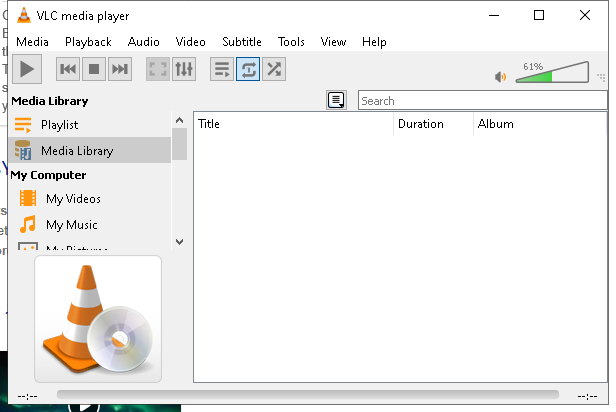 VLC media player
Media Playback Audio Video Subtitle Tools View Help
61%
Media Library
Search
Playlist
Title Duration Album
Media Library
My Computer
My Videos
My Music
My Pictures
--:-- --:--